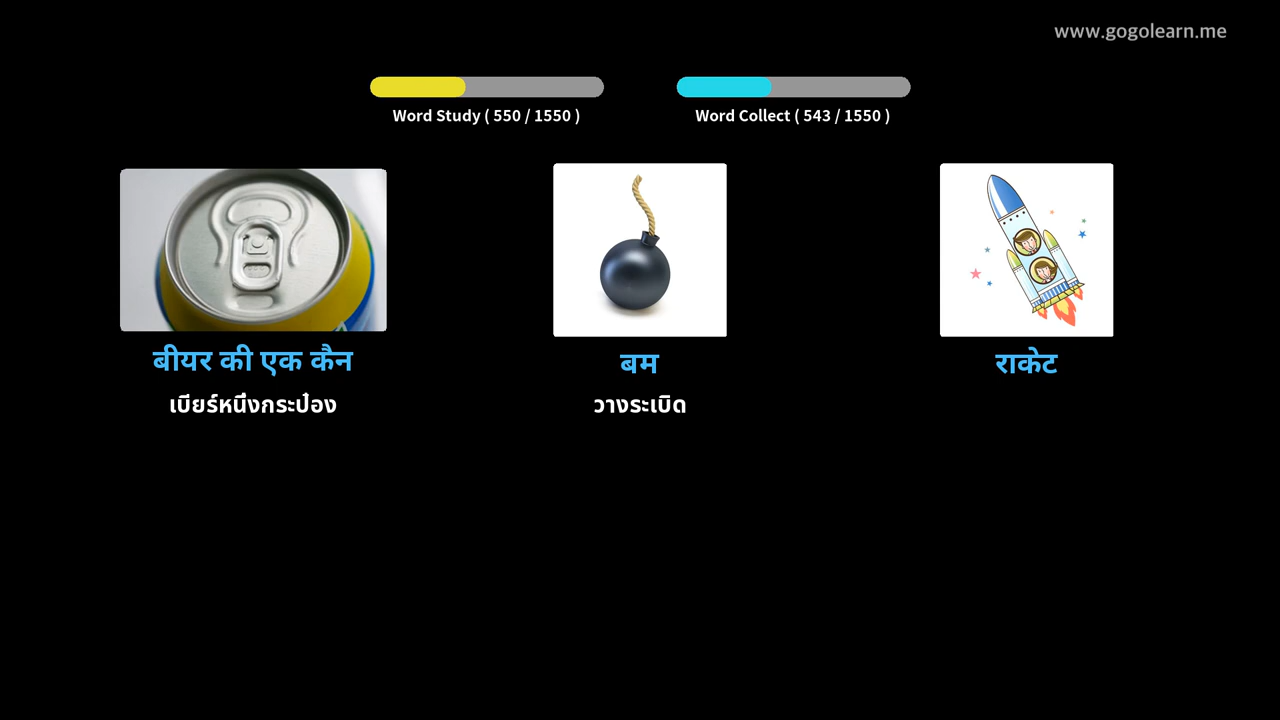 www.gogolearn.me
Word Study ( 550 / 1550 )
Word Collect ( 543 / 1550 )
बीयर की एक कैन
बम
राकेट
เบียร์หนึ่งกระป๋อง
วางระเบิด